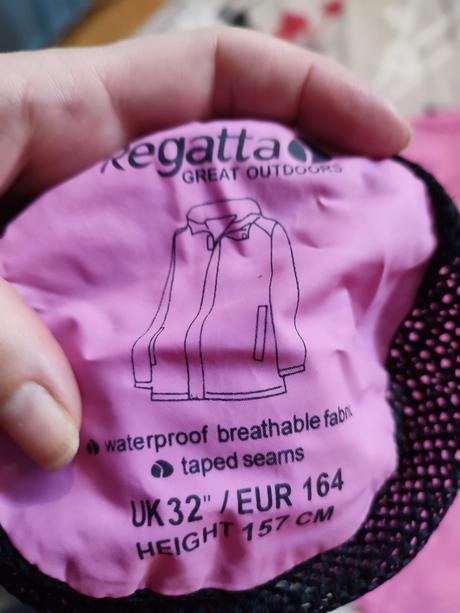 Regatta
GREAT OUTDOORS
waterproof breathable fabric
taped seams
UK 32" / EUR 164
HEIGHT 157 CM